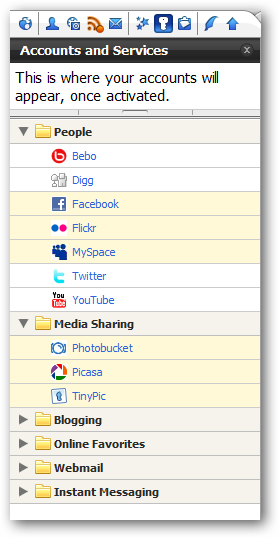 Accounts and Services
This is where your accounts will
appear, once activated.
People
Bebo
Digg
Facebook
Flickr
MySpace
Twitter
YouTube
Media Sharing
Photobucket
Picasa
TinyPic
Blogging
Online Favorites
Webmail
Instant Messaging